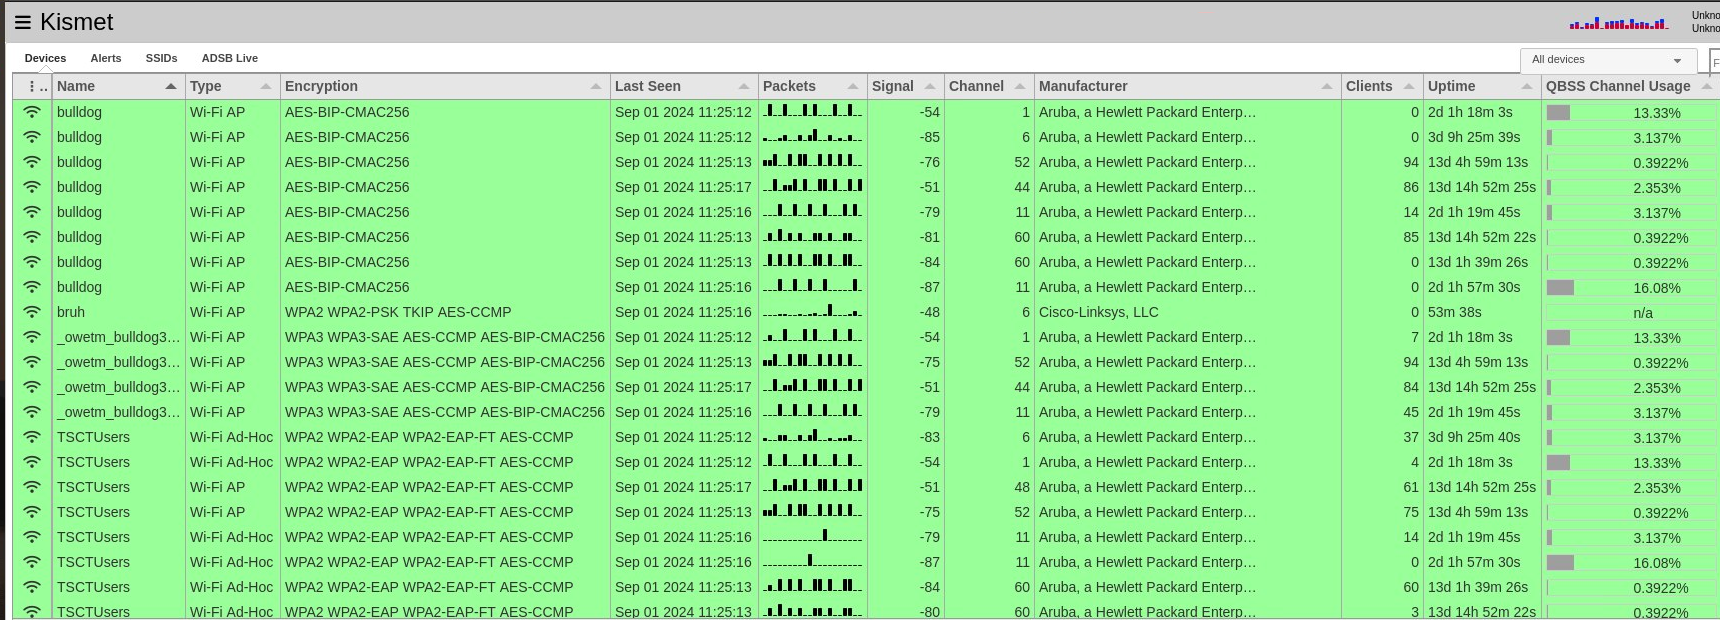 ☰ Kismet
Unkno
Unkno
Devices Alerts SSIDs ADSB Live All devices F
⋮ .. Name Type Encryption Last Seen Packets Signal Channel Manufacturer Clients Uptime QBSS Channel Usage
bulldog Wi-Fi AP AES-BIP-CMAC256 Sep 01 2024 11:25:12 -54 1 Aruba, a Hewlett Packard Enterp… 0 2d 1h 18m 3s 13.33%
bulldog Wi-Fi AP AES-BIP-CMAC256 Sep 01 2024 11:25:12 -85 6 Aruba, a Hewlett Packard Enterp… 0 3d 9h 25m 39s 3.137%
bulldog Wi-Fi AP AES-BIP-CMAC256 Sep 01 2024 11:25:13 -76 52 Aruba, a Hewlett Packard Enterp… 94 13d 4h 59m 13s 0.3922%
bulldog Wi-Fi AP AES-BIP-CMAC256 Sep 01 2024 11:25:17 -51 44 Aruba, a Hewlett Packard Enterp… 86 13d 14h 52m 25s 2.353%
bulldog Wi-Fi AP AES-BIP-CMAC256 Sep 01 2024 11:25:16 -79 11 Aruba, a Hewlett Packard Enterp… 14 2d 1h 19m 45s 3.137%
bulldog Wi-Fi AP AES-BIP-CMAC256 Sep 01 2024 11:25:13 -81 60 Aruba, a Hewlett Packard Enterp… 85 13d 14h 52m 22s 0.3922%
bulldog Wi-Fi AP AES-BIP-CMAC256 Sep 01 2024 11:25:13 -84 60 Aruba, a Hewlett Packard Enterp… 0 13d 1h 39m 26s 0.3922%
bulldog Wi-Fi AP AES-BIP-CMAC256 Sep 01 2024 11:25:16 -87 11 Aruba, a Hewlett Packard Enterp… 0 2d 1h 57m 30s 16.08%
bruh Wi-Fi AP WPA2 WPA2-PSK TKIP AES-CCMP Sep 01 2024 11:25:16 -48 6 Cisco-Linksys, LLC 0 53m 38s n/a
_owetm_bulldog3… Wi-Fi AP WPA3 WPA3-SAE AES-CCMP AES-BIP-CMAC256 Sep 01 2024 11:25:12 -54 1 Aruba, a Hewlett Packard Enterp… 7 2d 1h 18m 3s 13.33%
_owetm_bulldog3… Wi-Fi AP WPA3 WPA3-SAE AES-CCMP AES-BIP-CMAC256 Sep 01 2024 11:25:13 -75 52 Aruba, a Hewlett Packard Enterp… 94 13d 4h 59m 13s 0.3922%
_owetm_bulldog3… Wi-Fi AP WPA3 WPA3-SAE AES-CCMP AES-BIP-CMAC256 Sep 01 2024 11:25:17 -51 44 Aruba, a Hewlett Packard Enterp… 84 13d 14h 52m 25s 2.353%
_owetm_bulldog3… Wi-Fi AP WPA3 WPA3-SAE AES-CCMP AES-BIP-CMAC256 Sep 01 2024 11:25:16 -79 11 Aruba, a Hewlett Packard Enterp… 45 2d 1h 19m 45s 3.137%
TSCTUsers Wi-Fi Ad-Hoc WPA2 WPA2-EAP WPA2-EAP-FT AES-CCMP Sep 01 2024 11:25:12 -83 6 Aruba, a Hewlett Packard Enterp… 37 3d 9h 25m 40s 3.137%
TSCTUsers Wi-Fi Ad-Hoc WPA2 WPA2-EAP WPA2-EAP-FT AES-CCMP Sep 01 2024 11:25:12 -54 1 Aruba, a Hewlett Packard Enterp… 4 2d 1h 18m 3s 13.33%
TSCTUsers Wi-Fi AP WPA2 WPA2-EAP WPA2-EAP-FT AES-CCMP Sep 01 2024 11:25:17 -51 48 Aruba, a Hewlett Packard Enterp… 61 13d 14h 52m 25s 2.353%
TSCTUsers Wi-Fi AP WPA2 WPA2-EAP WPA2-EAP-FT AES-CCMP Sep 01 2024 11:25:13 -75 52 Aruba, a Hewlett Packard Enterp… 75 13d 4h 59m 13s 0.3922%
TSCTUsers Wi-Fi Ad-Hoc WPA2 WPA2-EAP WPA2-EAP-FT AES-CCMP Sep 01 2024 11:25:16 -79 11 Aruba, a Hewlett Packard Enterp… 14 2d 1h 19m 45s 3.137%
TSCTUsers Wi-Fi Ad-Hoc WPA2 WPA2-EAP WPA2-EAP-FT AES-CCMP Sep 01 2024 11:25:16 -87 11 Aruba, a Hewlett Packard Enterp… 0 2d 1h 57m 30s 16.08%
TSCTUsers Wi-Fi Ad-Hoc WPA2 WPA2-EAP WPA2-EAP-FT AES-CCMP Sep 01 2024 11:25:13 -84 60 Aruba, a Hewlett Packard Enterp… 60 13d 1h 39m 26s 0.3922%
TSCTUsers Wi-Fi Ad-Hoc WPA2 WPA2-EAP WPA2-EAP-FT AES-CCMP Sep 01 2024 11:25:13 -80 60 Aruba, a Hewlett Packard Enterp… 3 13d 14h 52m 22s 0.3922%